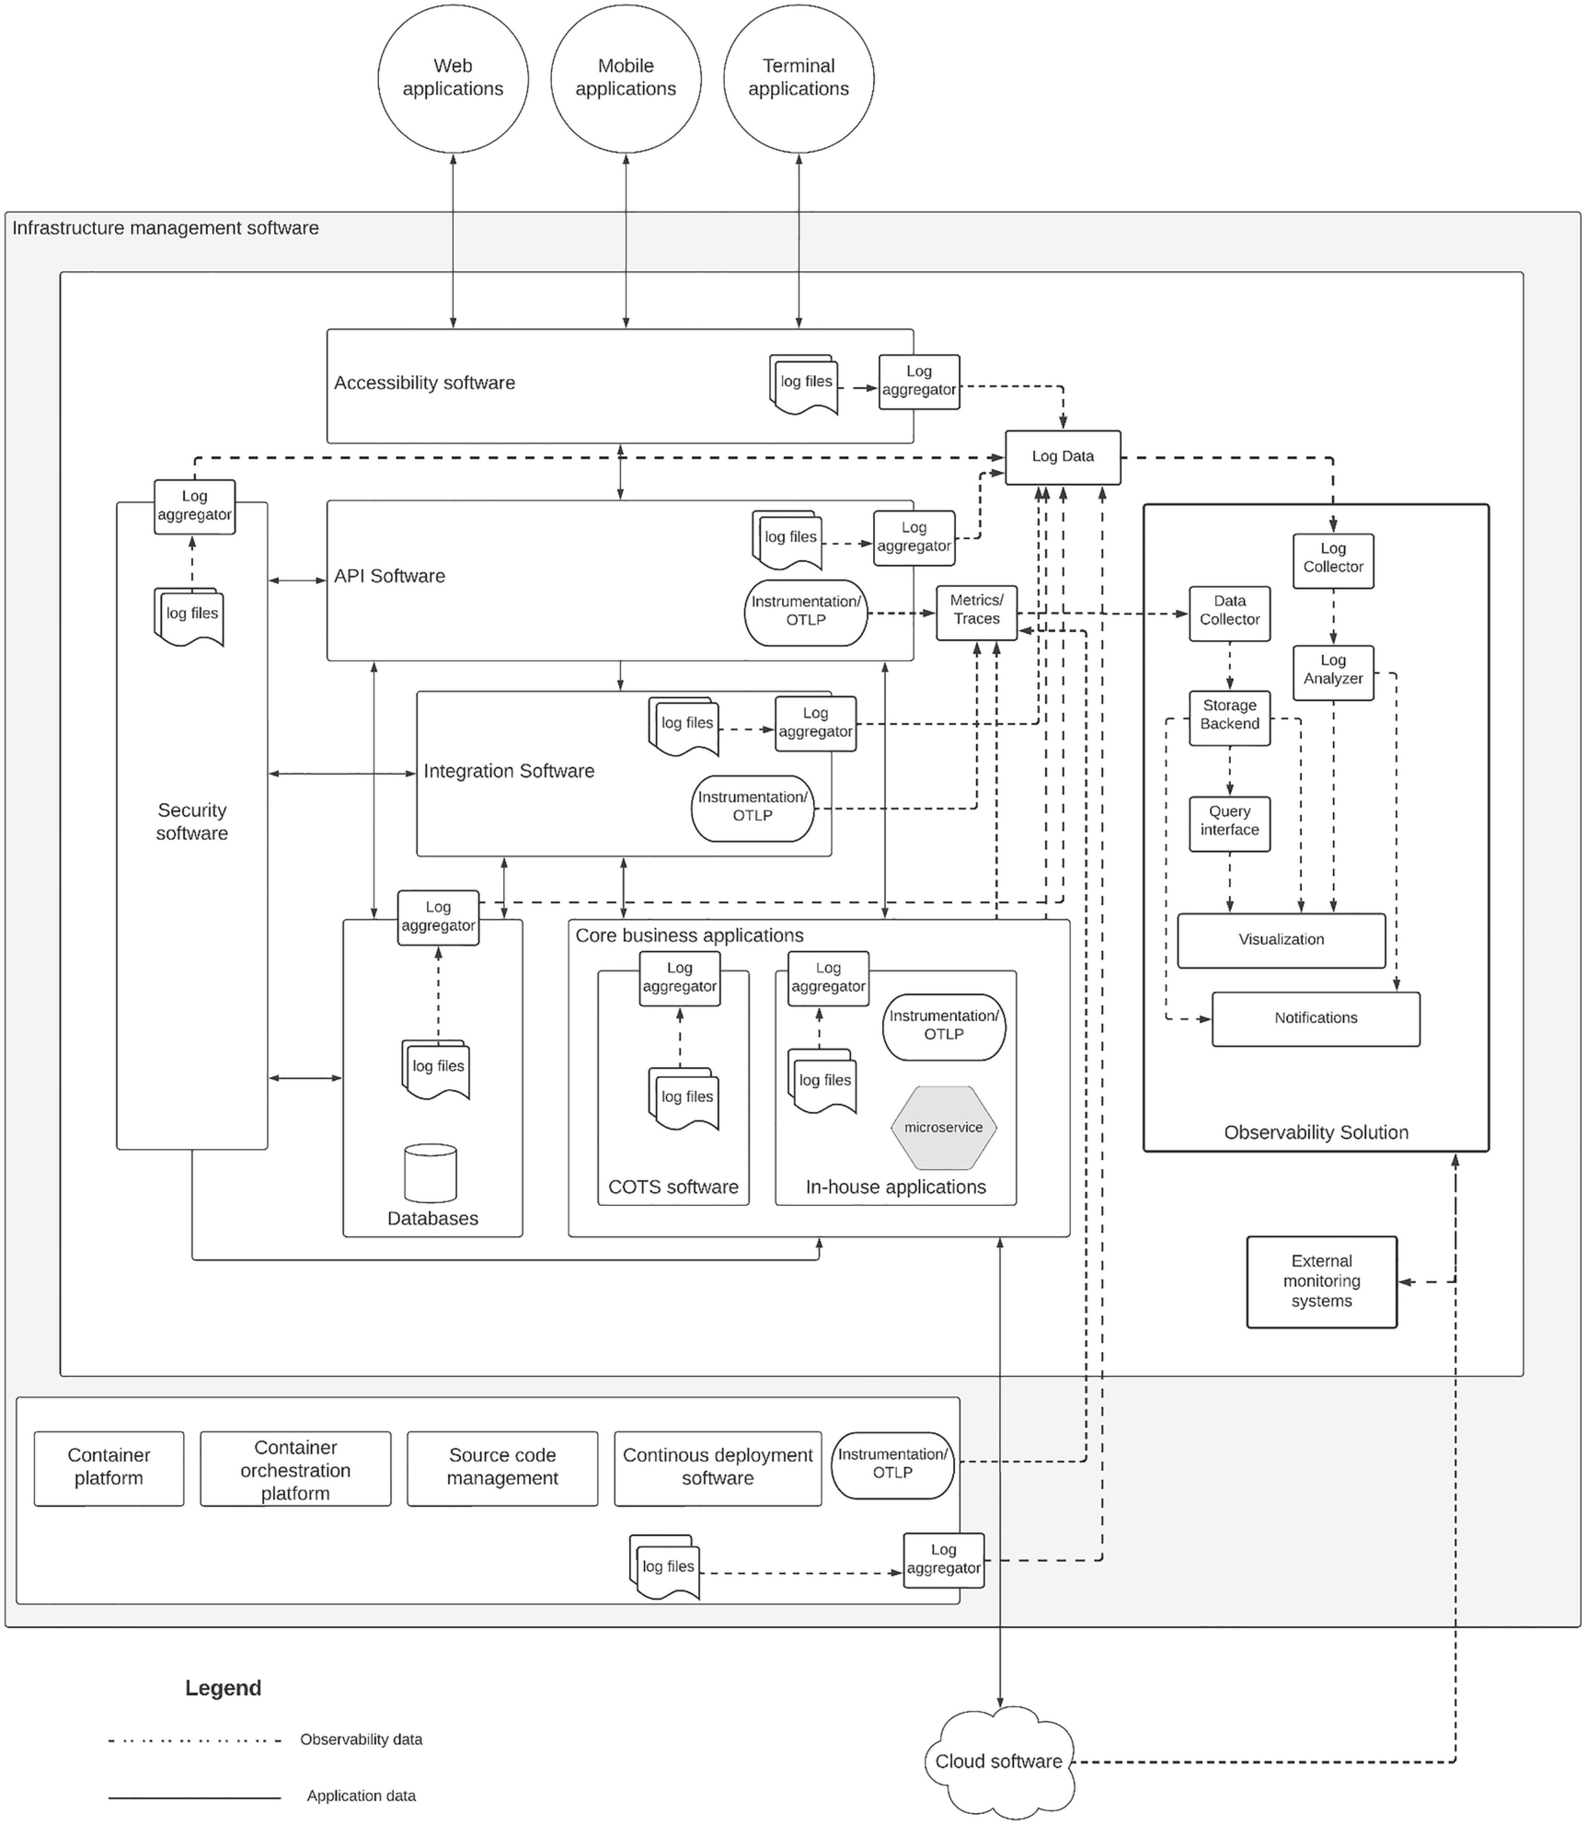 Web
applications
Mobile
applications
Terminal
applications
Infrastructure management software
Accessibility software
log files
Log
aggregator
Log Data
Log
aggregator
log files
Security
software
API Software
log files
Log
aggregator
Instrumentation/
OTLP
Metrics/
Traces
Integration Software
log files
Log
aggregator
Instrumentation/
OTLP
Log
aggregator
log files
Databases
Core business applications
Log
aggregator
log files
COTS software
Log
aggregator
log files
Instrumentation/
OTLP
microservice
In-house applications
Log
Collector
Data
Collector
Log
Analyzer
Storage
Backend
Query
interface
Visualization
Notifications
Observability Solution
External
monitoring
systems
Container
platform
Container
orchestration
platform
Source code
management
Continous deployment
software
Instrumentation/
OTLP
log files
Log
aggregator
Legend
Observability data
Application data
Cloud software